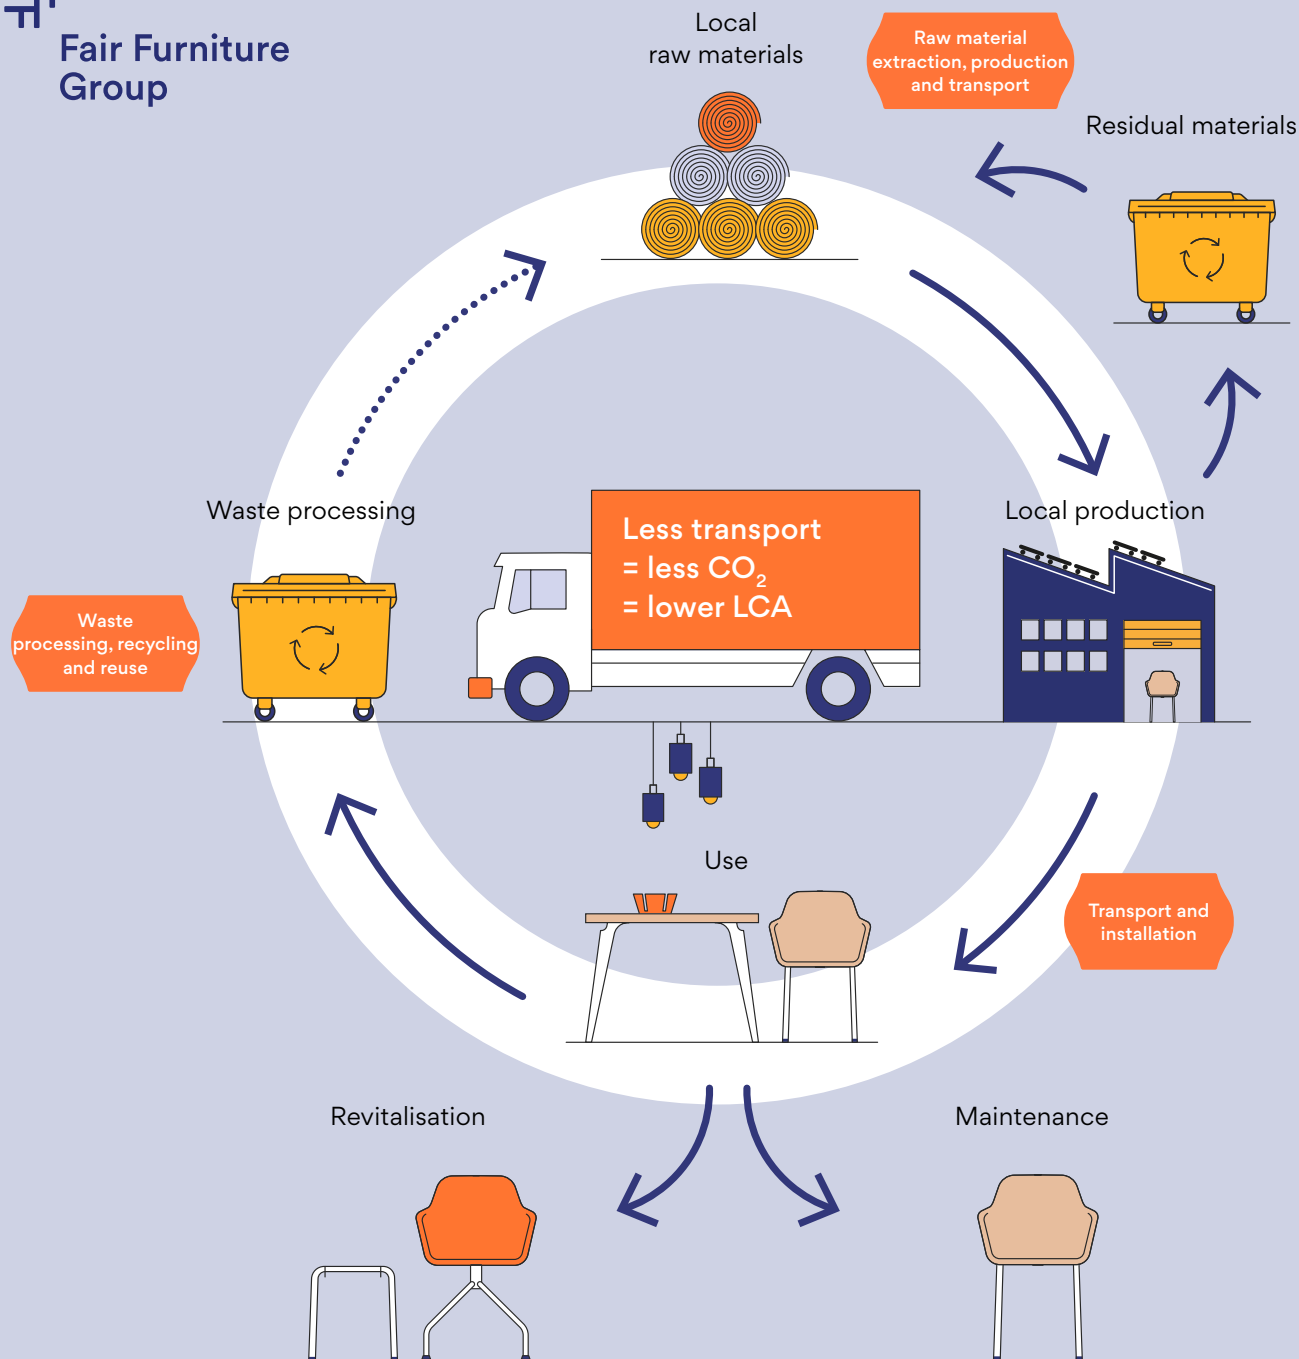 Fair Furniture
Group
Local
raw materials
Raw material
extraction, production
and transport
Residual materials
Waste processing
Local production
Less transport
= less CO₂
= lower LCA
Waste
processing, recycling
and reuse
Use
Transport and
installation
Revitalisation
Maintenance